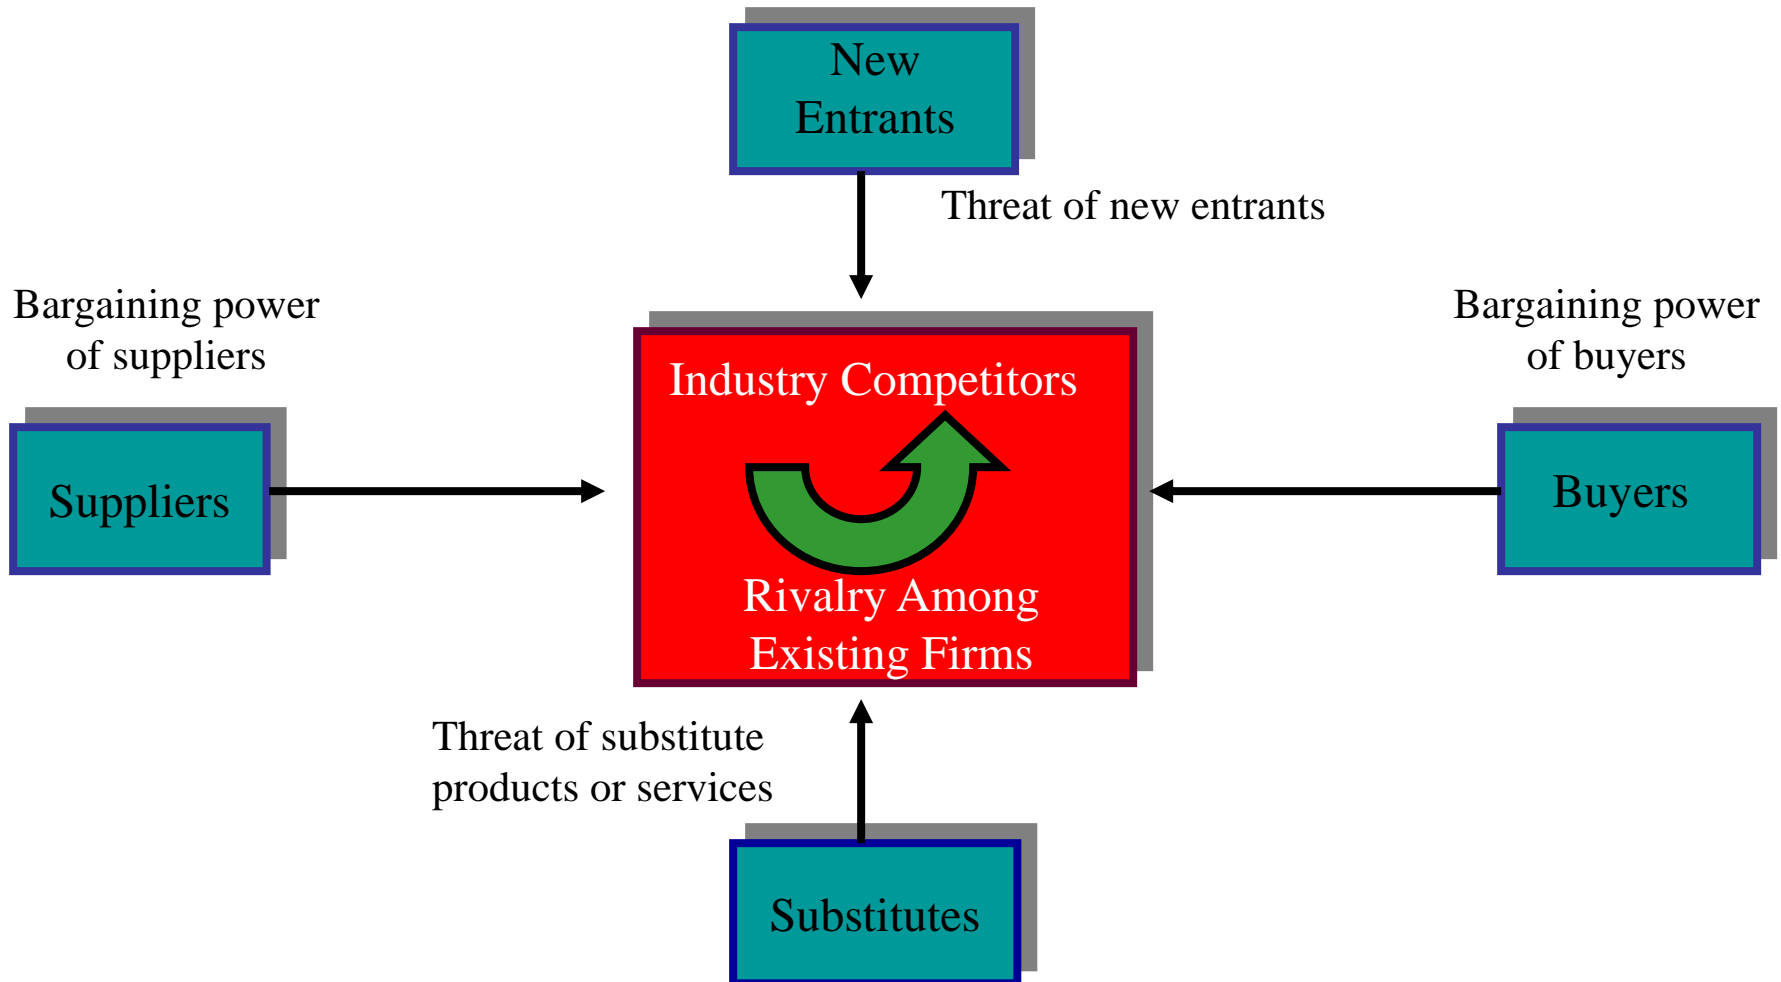 New
Entrants
Threat of new entrants
Bargaining power
of suppliers
Bargaining power
of buyers
Industry Competitors
Suppliers
Buyers
Rivalry Among
Existing Firms
Threat of substitute
products or services
Substitutes